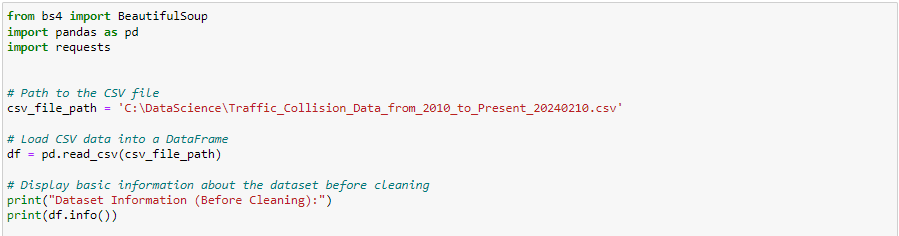 from bs4 import BeautifulSoup
import pandas as pd
import requests
# Path to the CSV file
csv_file_path = 'C:\DataScience\Traffic_Collision_Data_from_2010_to_Present_20240210.csv'
# Load CSV data into a DataFrame
df = pd.read_csv(csv_file_path)
# Display basic information about the dataset before cleaning
print("Dataset Information (Before Cleaning):")
print(df.info())